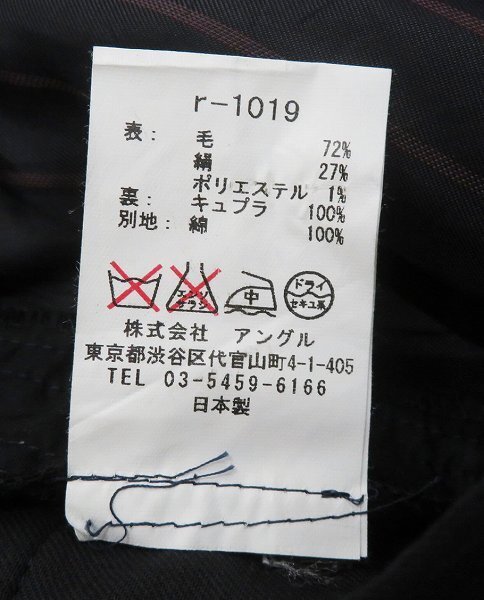 r-1019
表: 毛 72%
絹 27%
ポリエステル 1%
裏: キュプラ 100%
別地: 綿 100%
エンソ サラシ 中 ドライ セキユ系
株式会社 アングル
東京都渋谷区代官山町4-1-405
TEL 03-5459-6166
日本製